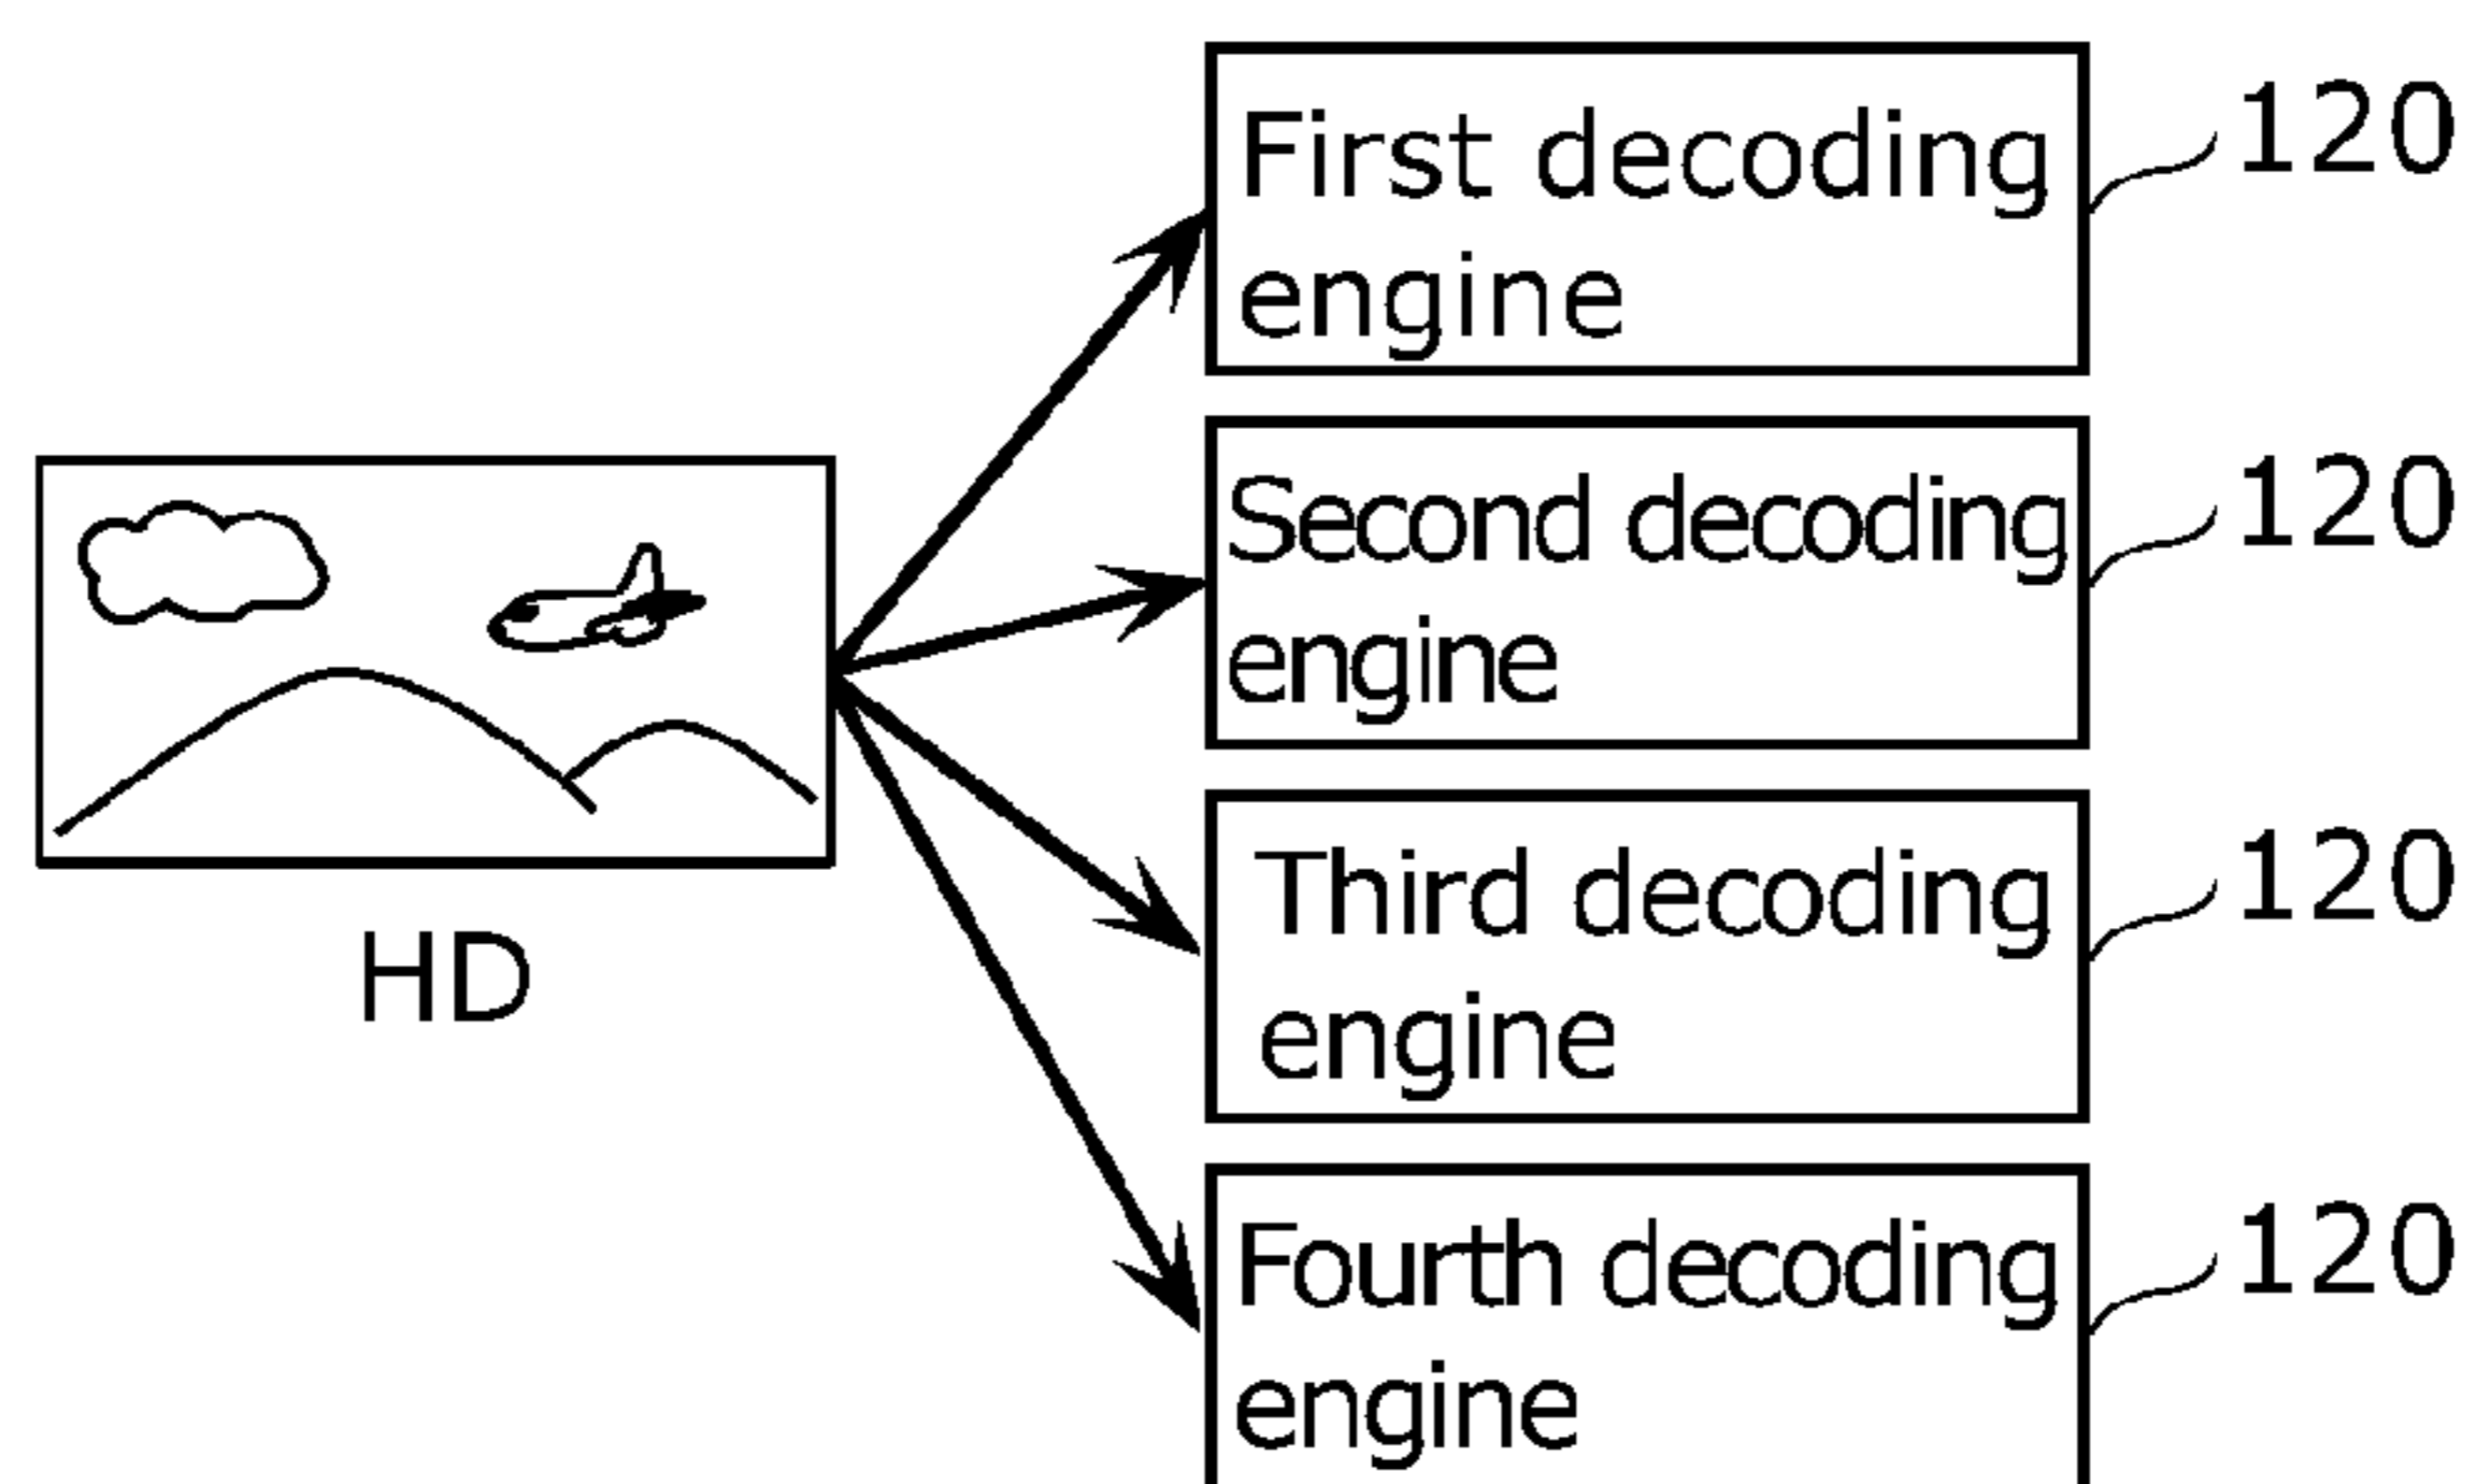 First decoding
engine
120
Second decoding
engine
120
HD
Third decoding
engine
120
Fourth decoding
engine
120